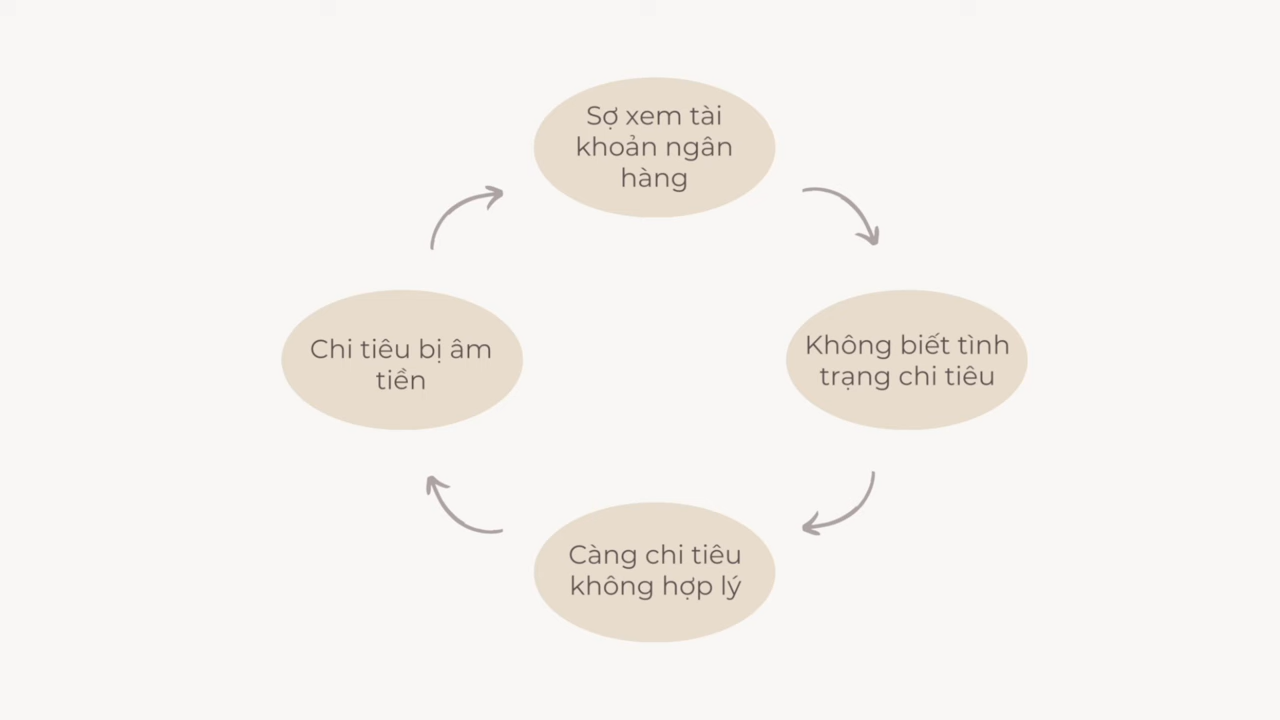 Sợ xem tài
khoản ngân
hàng
Không biết tình
trạng chi tiêu
Càng chi tiêu
không hợp lý
Chi tiêu bị âm
tiền